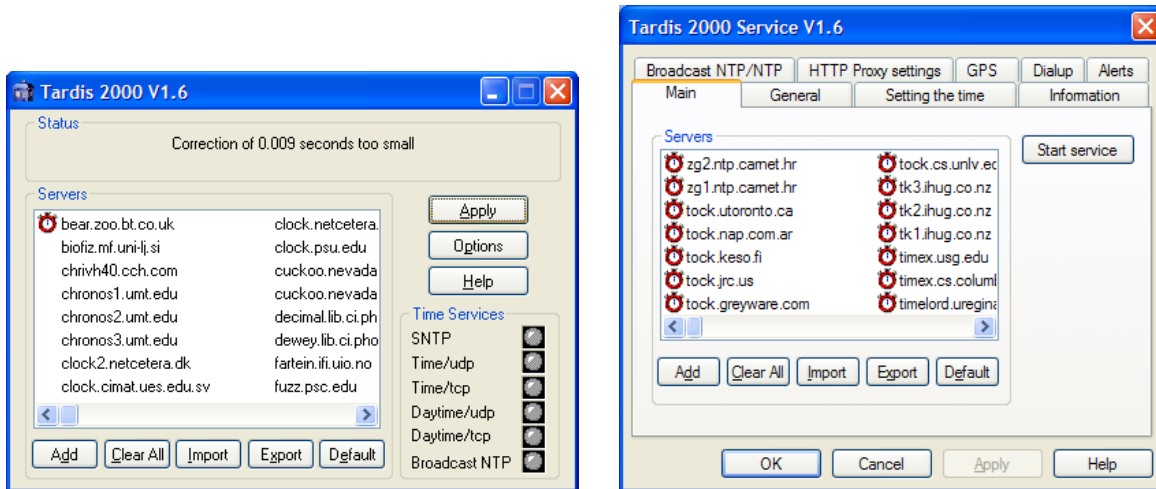 Tardis 2000 V1.6
Status
Correction of 0.009 seconds too small
Servers
bear.zoo.bt.co.uk clock.netcetera.
biofiz.mf.uni-lj.si clock.psu.edu
chrivh40.cch.com cuckoo.nevada
chronos1.umt.edu cuckoo.nevada
chronos2.umt.edu decimal.lib.ci.ph
chronos3.umt.edu dewey.lib.ci.pho
clock2.netcetera.dk fartein.ifi.uio.no
clock.cimat.ues.edu.sv fuzz.psc.edu
Add Clear All Import Export Default
Apply
Options
Help
Time Services
SNTP
Time/udp
Time/tcp
Daytime/udp
Daytime/tcp
Broadcast NTP
Tardis 2000 Service V1.6
Broadcast NTP/NTP HTTP Proxy settings GPS Dialup Alerts
Main General Setting the time Information
Servers
zg2.ntp.carnet.hr tock.cs.unlv.ec
zg1.ntp.carnet.hr tk3.ihug.co.nz
tock.utoronto.ca tk2.ihug.co.nz
tock.nap.com.ar tk1.ihug.co.nz
tock.keso.fi timex.usg.edu
tock.jrc.us timex.cs.columl
tock.greyware.com timelord.uregina
Add Clear All Import Export Default
Start service
OK Cancel Apply Help